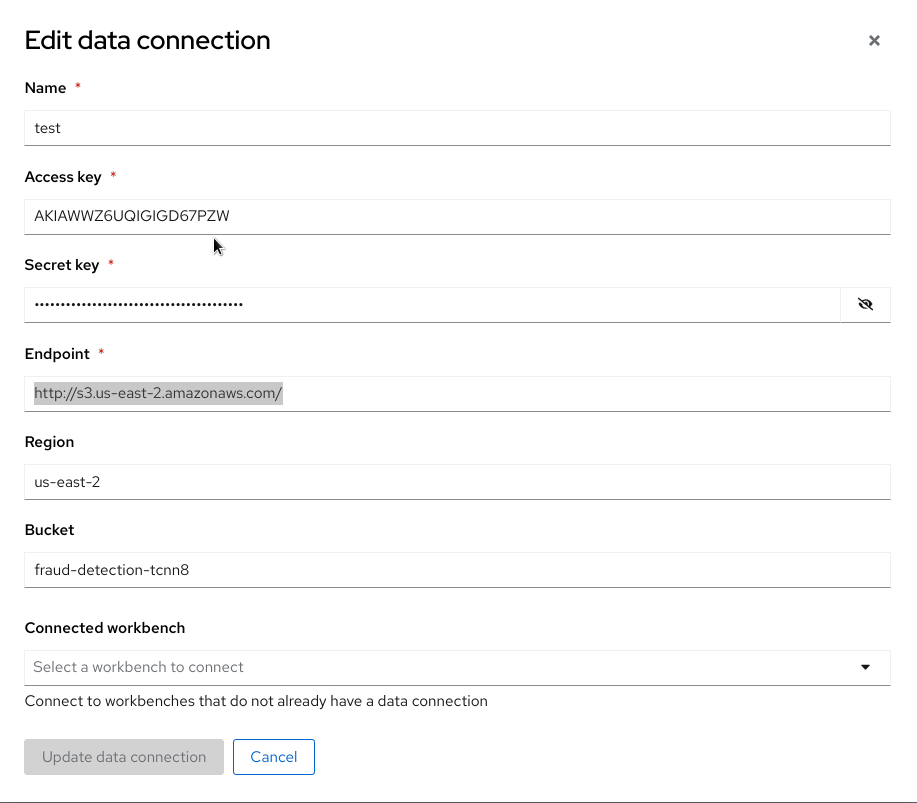 Edit data connection
Name *
test
Access key *
AKIAWWZ6UQIGIGD67PZW
Secret key *
••••••••••••••••••••••••••••••••••••••••
Endpoint *
http://s3.us-east-2.amazonaws.com/
Region
us-east-2
Bucket
fraud-detection-tcnn8
Connected workbench
Select a workbench to connect
Connect to workbenches that do not already have a data connection
Update data connection Cancel